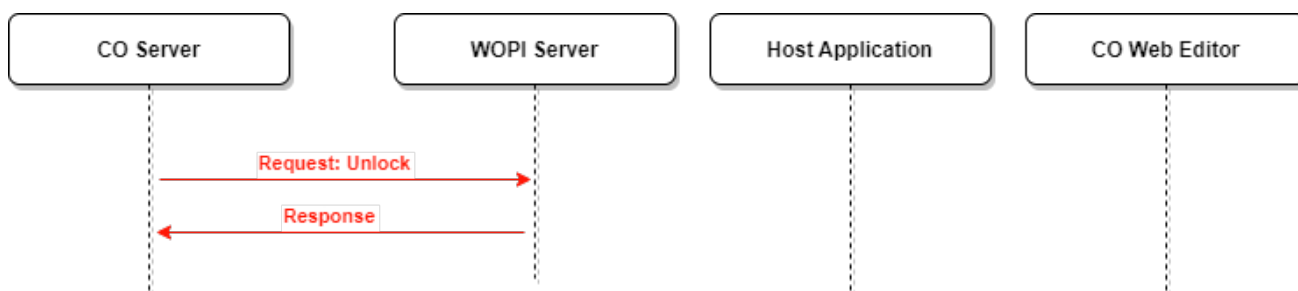 CO Server
WOPI Server
Host Application
CO Web Editor
Request: Unlock
Response